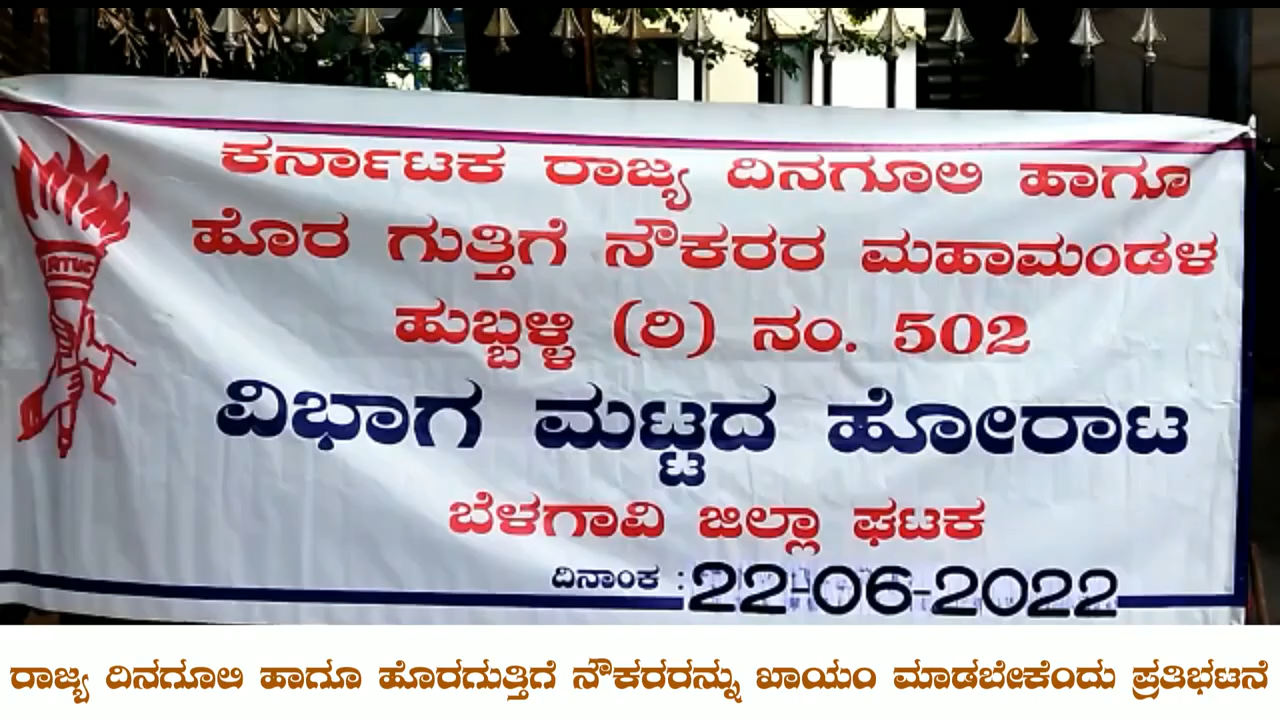 ಕರ್ನಾಟಕ ರಾಜ್ಯ ದಿನಗೂಲಿ ಹಾಗೂ
ಹೊರ ಗುತ್ತಿಗೆ ನೌಕರರ ಮಹಾಮಂಡಳ
ಹುಬ್ಬಳ್ಳಿ (ರಿ) ನಂ. 502
ವಿಭಾಗ ಮಟ್ಟದ ಹೋರಾಟ
ಬೆಳಗಾವಿ ಜಿಲ್ಲಾ ಘಟಕ
ದಿನಾಂಕ : 22-06-2022
ರಾಜ್ಯ ದಿನಗೂಲಿ ಹಾಗೂ ಹೊರಗುತ್ತಿಗೆ ನೌಕರರರನ್ನು ಖಾಯಂ ಮಾಡಬೇಕೆಂದು ಪ್ರತಿಭಟನೆ